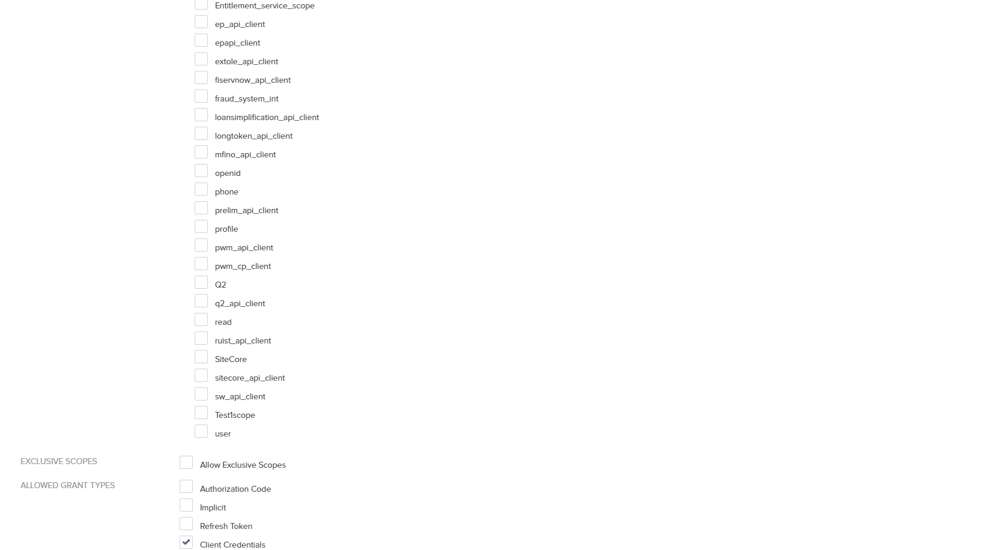 Entitlement_service_scope
ep_api_client
epapi_client
extole_api_client
fiservnow_api_client
fraud_system_int
loansimplification_api_client
longtoken_api_client
mfino_api_client
openid
phone
prelim_api_client
profile
pwm_api_client
pwm_cp_client
Q2
q2_api_client
read
ruist_api_client
SiteCore
sitecore_api_client
sw_api_client
Test1scope
user
EXCLUSIVE SCOPES
Allow Exclusive Scopes
ALLOWED GRANT TYPES
Authorization Code
Implicit
Refresh Token
Client Credentials